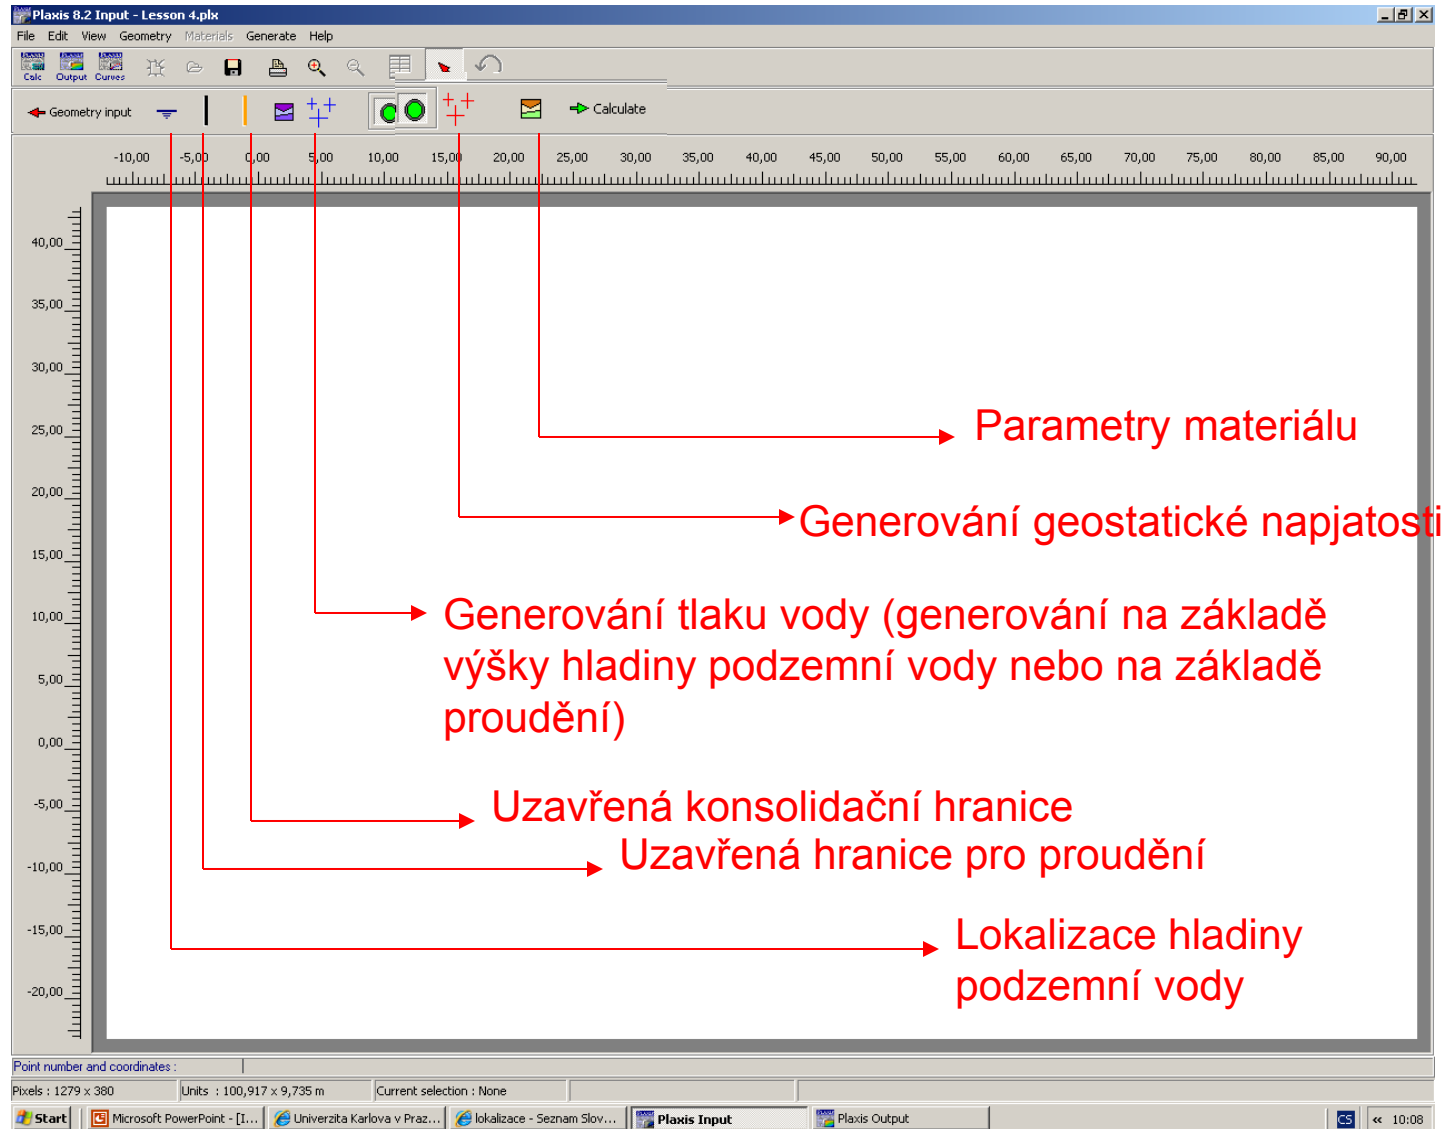 Plaxis 8.2 Input - Lesson 4.plx
File Edit View Geometry Materials Generate Help
Calc Output Curves
Geometry input Calculate
-10,00 -5,00 0,00 5,00 10,00 15,00 20,00 25,00 30,00 35,00 40,00 45,00 50,00 55,00 60,00 65,00 70,00 75,00 80,00 85,00 90,00
40,00
35,00
30,00
25,00
20,00
15,00
10,00
5,00
0,00
-5,00
-10,00
-15,00
-20,00
Parametry materiálu
Generování geostatické napjatosti
Generování tlaku vody (generování na základě
výšky hladiny podzemní vody nebo na základě
proudění)
Uzavřená konsolidační hranice
Uzavřená hranice pro proudění
Lokalizace hladiny
podzemní vody
Point number and coordinates :
Pixels : 1279 x 380 Units : 100,917 x 9,735 m Current selection : None
Start Microsoft PowerPoint - [I... Univerzita Karlova v Praz... lokalizace - Seznam Slov... Plaxis Input Plaxis Output CS « 10:08